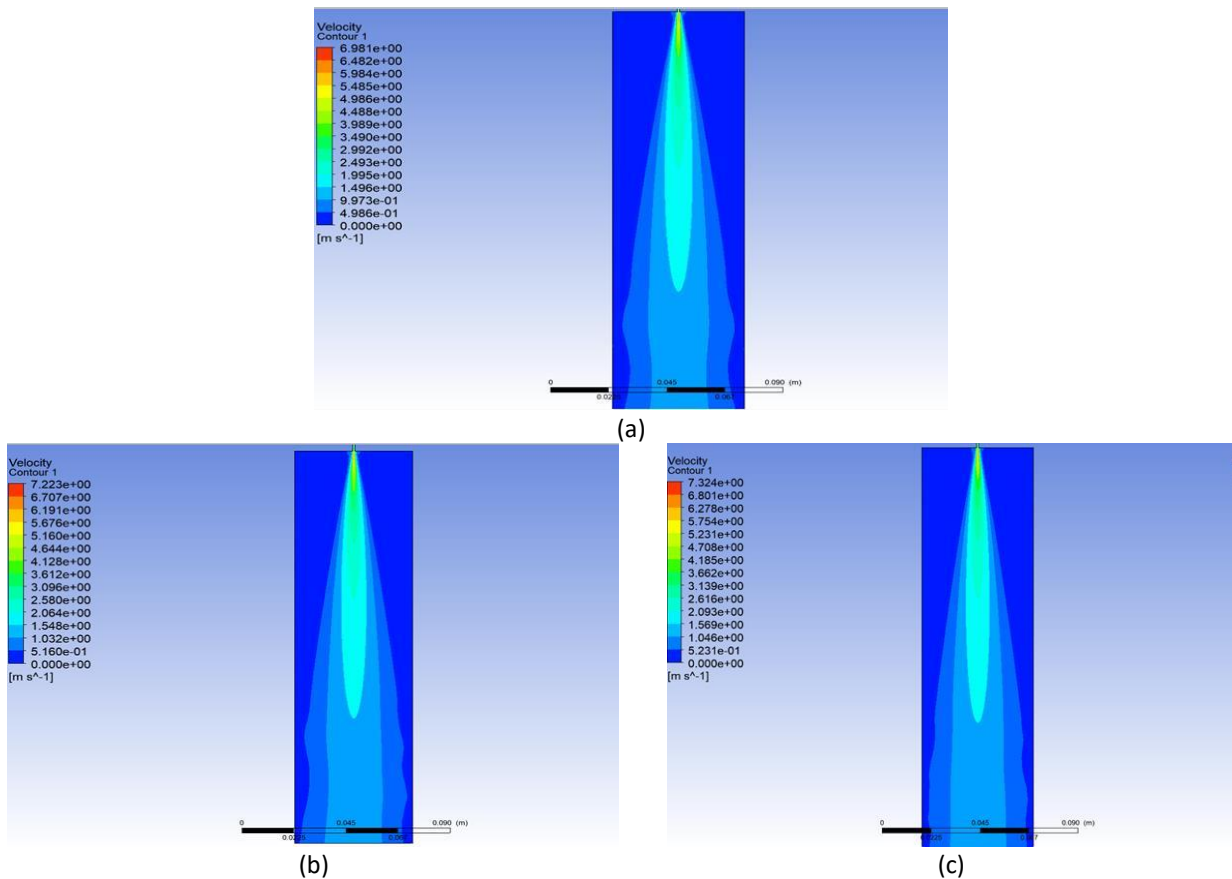 Velocity
Contour 1
6.981e+00
6.482e+00
5.984e+00
5.485e+00
4.986e+00
4.488e+00
3.989e+00
3.490e+00
2.992e+00
2.493e+00
1.995e+00
1.496e+00
9.973e-01
4.986e-01
0.000e+00
[m s^-1]
0 0.045 0.090 (m)
(a)
Velocity
Contour 1
7.223e+00
6.707e+00
6.191e+00
5.676e+00
5.160e+00
4.644e+00
4.128e+00
3.612e+00
3.096e+00
2.580e+00
2.064e+00
1.548e+00
1.032e+00
5.160e-01
0.000e+00
[m s^-1]
0 0.045 0.090 (m)
(b)
Velocity
Contour 1
7.324e+00
6.801e+00
6.278e+00
5.754e+00
5.231e+00
4.708e+00
4.185e+00
3.662e+00
3.139e+00
2.616e+00
2.093e+00
1.569e+00
1.046e+00
5.231e-01
0.000e+00
[m s^-1]
0 0.045 0.090 (m)
(c)